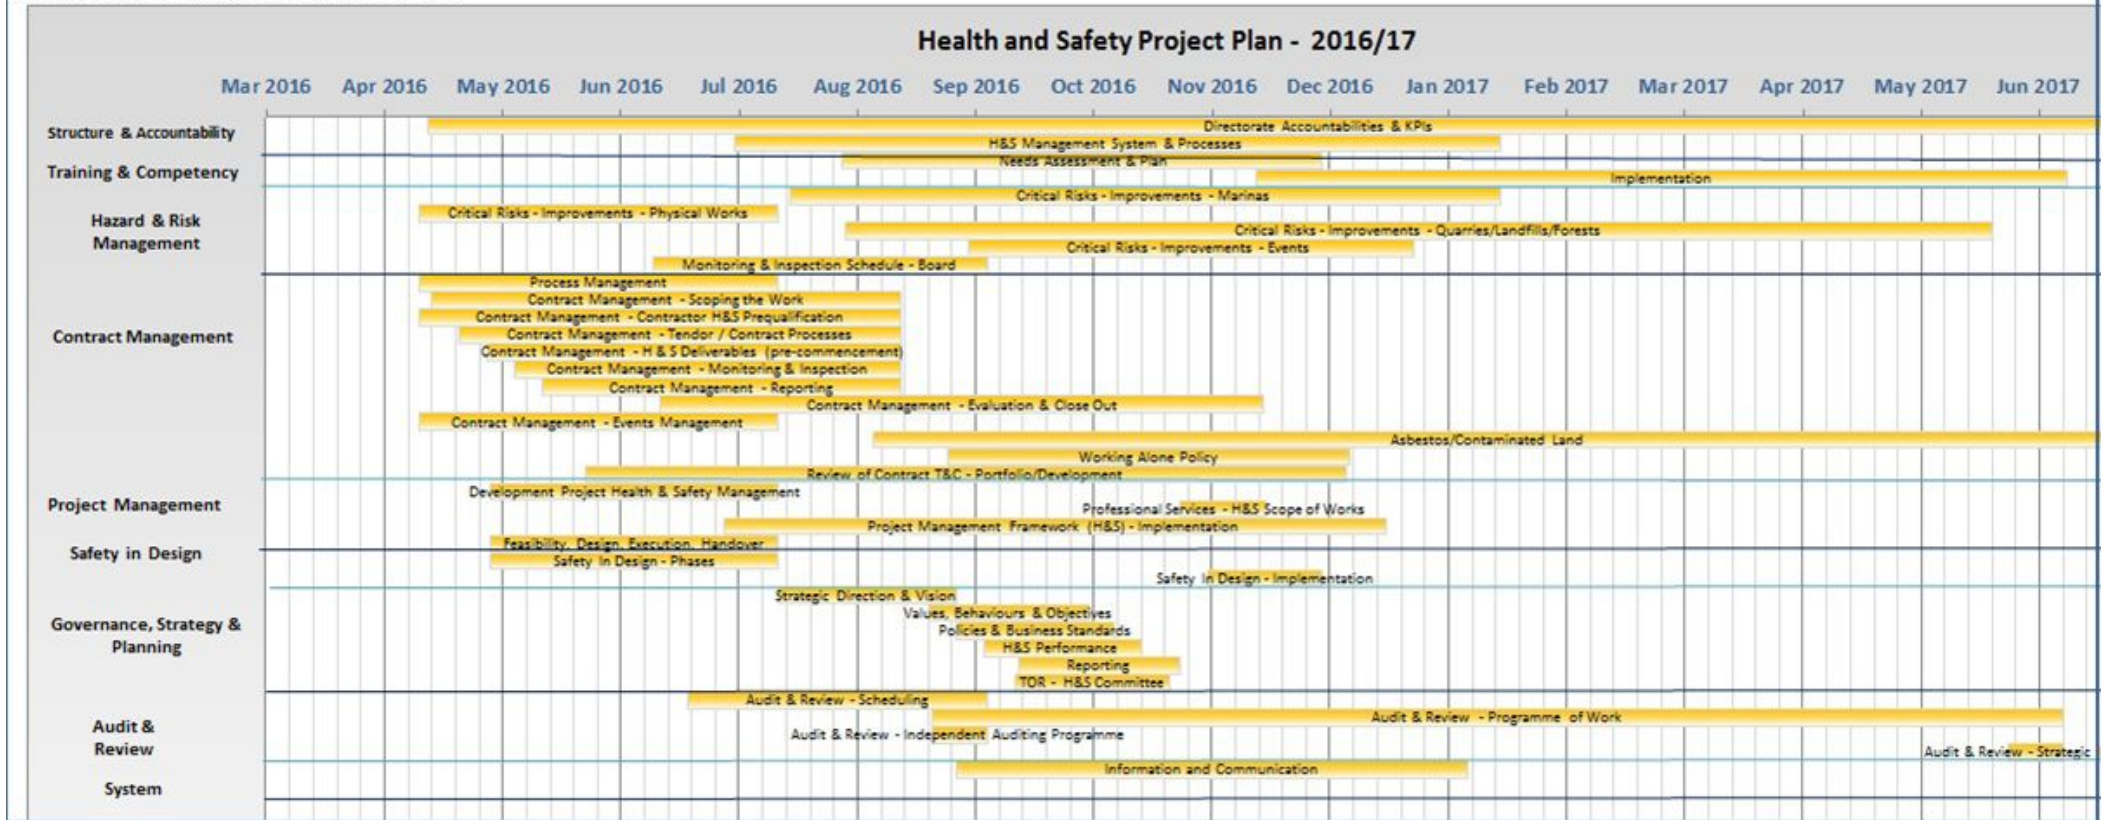 Health and Safety Project Plan - 2016/17
Mar 2016 Apr 2016 May 2016 Jun 2016 Jul 2016 Aug 2016 Sep 2016 Oct 2016 Nov 2016 Dec 2016 Jan 2017 Feb 2017 Mar 2017 Apr 2017 May 2017 Jun 2017
Structure & Accountability
Directorate Accountabilities & KPIs
H&S Management System & Processes
Training & Competency
Needs Assessment & Plan
Implementation
Hazard & Risk
Management
Critical Risks - Improvements - Marinas
Critical Risks - Improvements - Physical Works
Critical Risks - Improvements - Quarries/Landfills/Forests
Critical Risks - Improvements - Events
Monitoring & Inspection Schedule - Board
Contract Management
Process Management
Contract Management - Scoping the Work
Contract Management - Contractor H&S Prequalification
Contract Management - Tendor / Contract Processes
Contract Management - H & S Deliverables (pre-commencement)
Contract Management - Monitoring & Inspection
Contract Management - Reporting
Contract Management - Evaluation & Close Out
Contract Management - Events Management
Asbestos/Contaminated Land
Working Alone Policy
Review of Contract T&C - Portfolio/Development
Project Management
Development Project Health & Safety Management
Professional Services - H&S Scope of Works
Project Management Framework (H&S) - Implementation
Safety in Design
Feasibility, Design, Execution, Handover
Safety In Design - Phases
Safety In Design - Implementation
Governance, Strategy &
Planning
Strategic Direction & Vision
Values, Behaviours & Objectives
Policies & Business Standards
H&S Performance
Reporting
TOR - H&S Committee
Audit &
Review
Audit & Review - Scheduling
Audit & Review - Programme of Work
Audit & Review - Independent Auditing Programme
Audit & Review - Strategic
System
Information and Communication